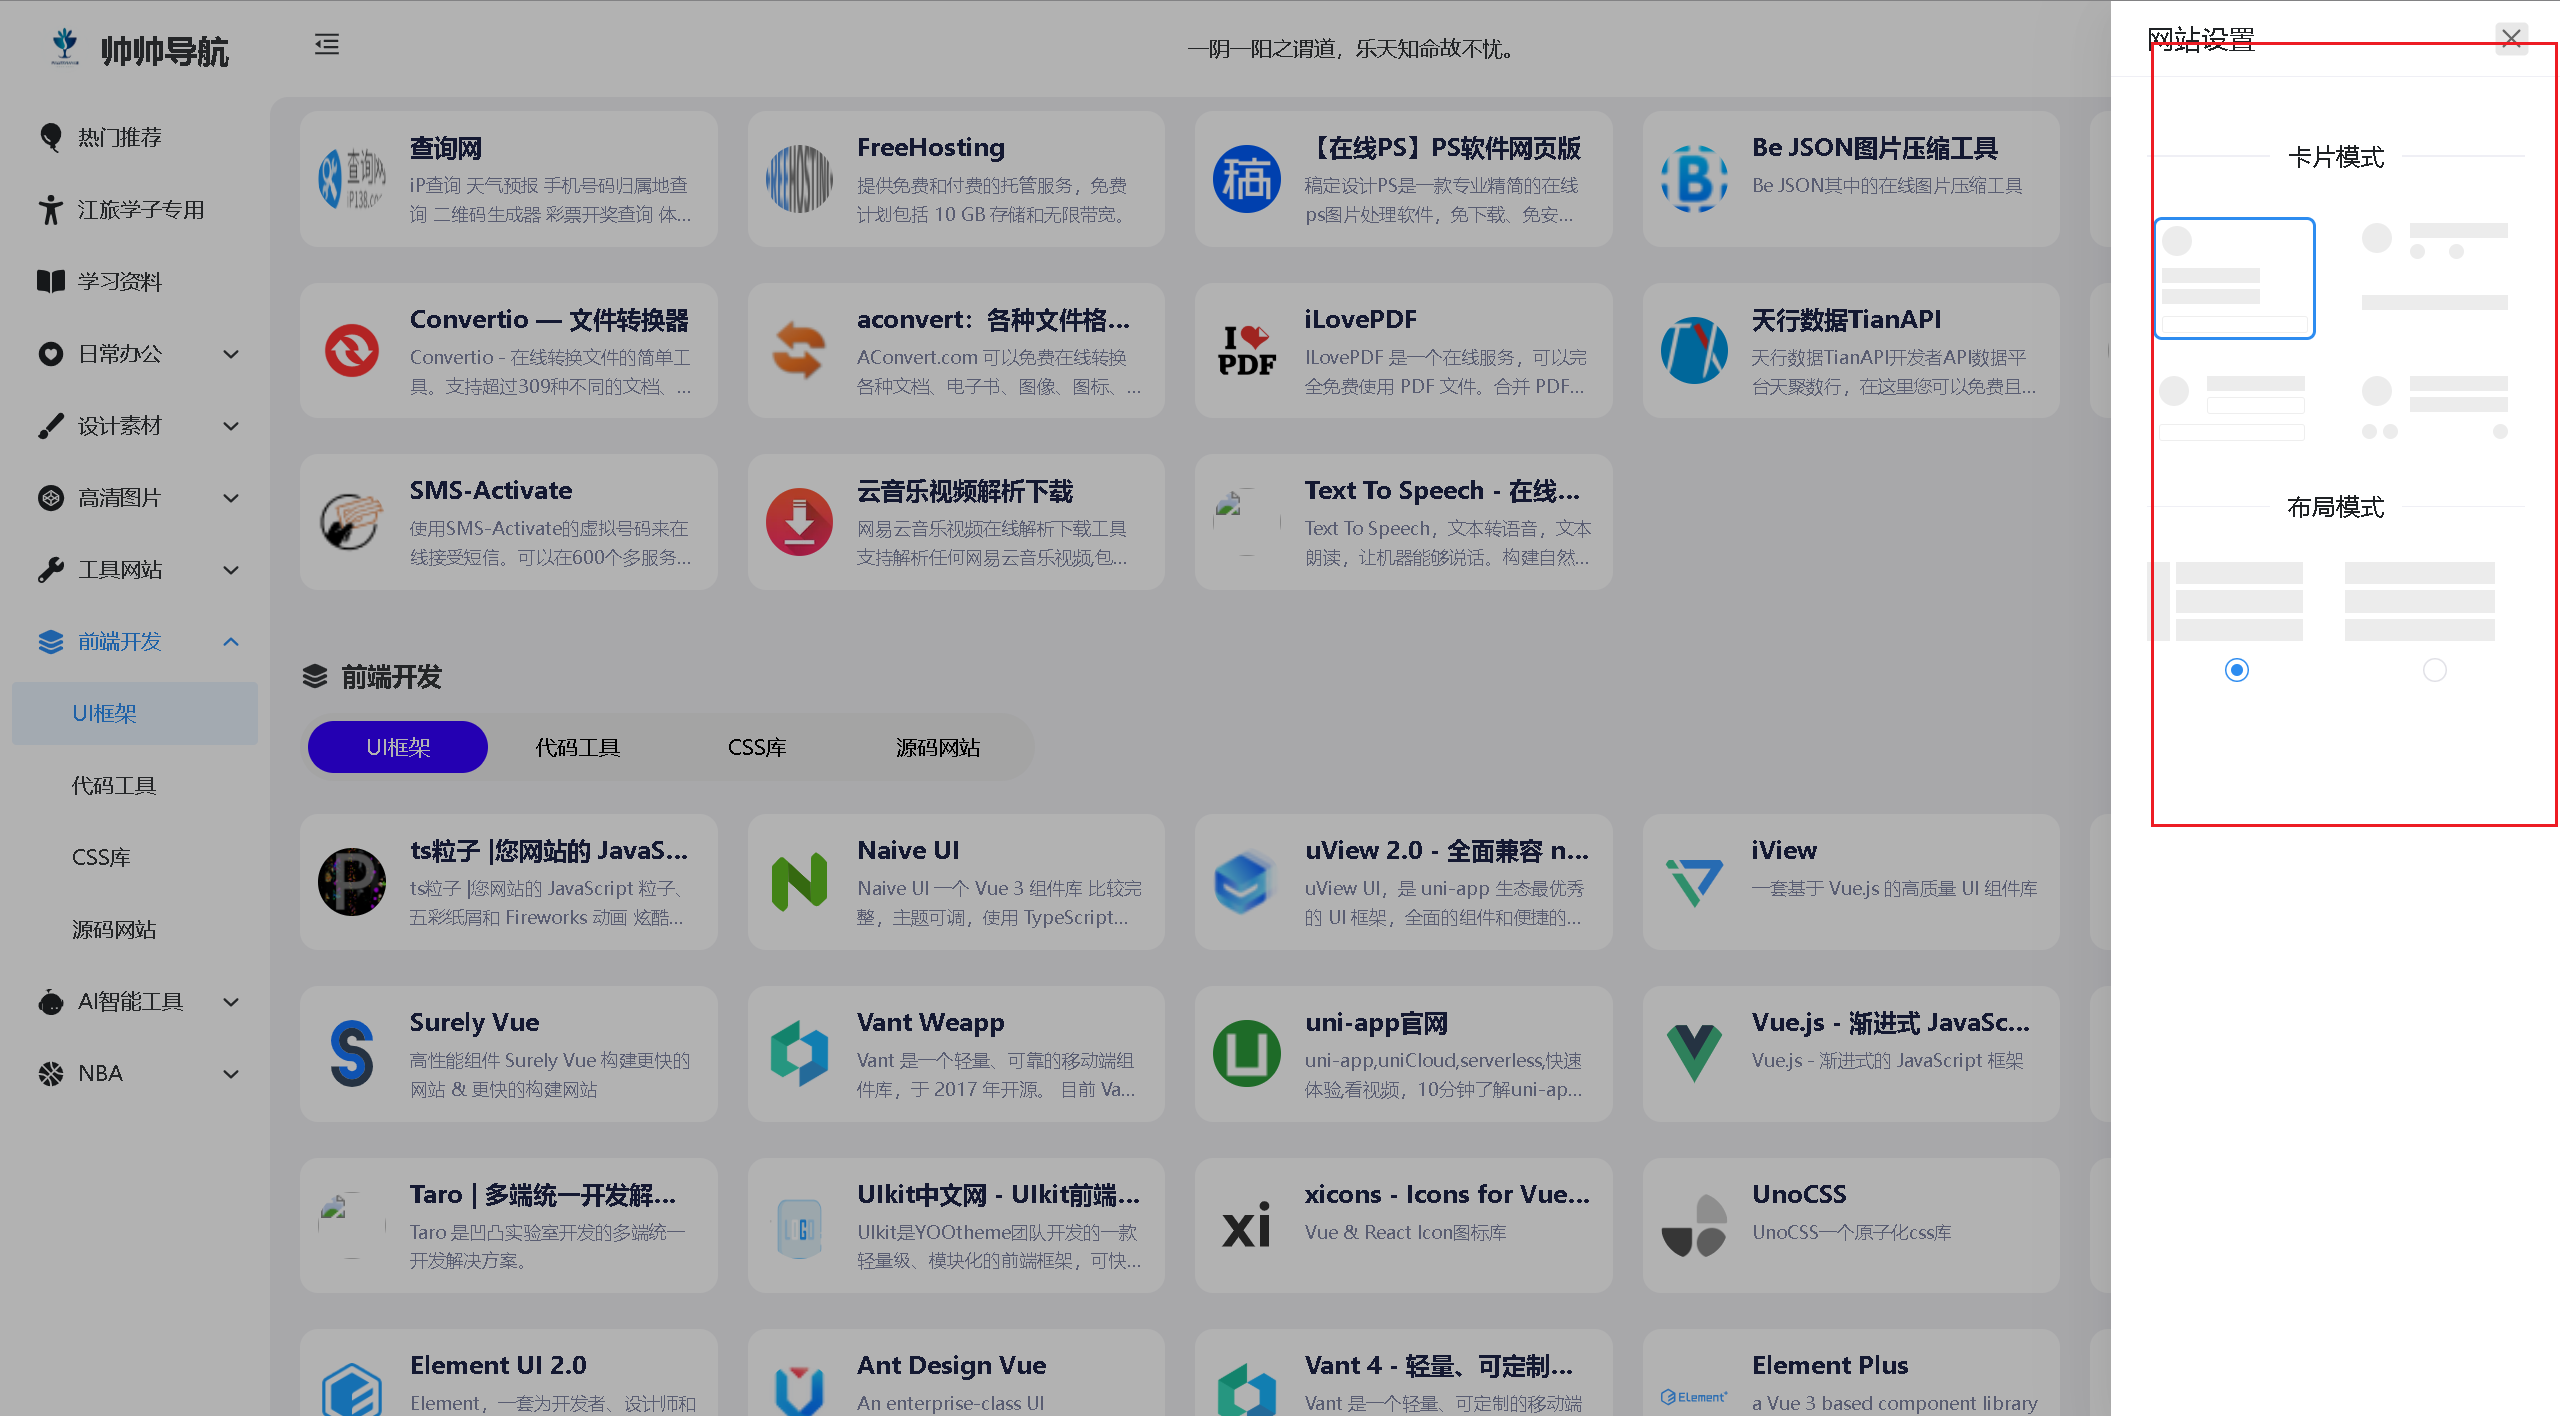 帅帅导航
一阴一阳之谓道，乐天知命故不忧。
热门推荐
江旅学子专用
学习资料
日常办公
设计素材
高清图片
工具网站
前端开发
UI框架
代码工具
CSS库
源码网站
AI智能工具
NBA
查询网
iP查询 天气预报 手机号码归属地查
询 二维码生成器 彩票开奖查询 体...
FreeHosting
提供免费和付费的托管服务，免费
计划包括 10 GB 存储和无限带宽。
【在线PS】PS软件网页版
稿定设计PS是一款专业精简的在线
ps图片处理软件，免下载、免安...
Be JSON图片压缩工具
Be JSON其中的在线图片压缩工具
Convertio — 文件转换器
Convertio - 在线转换文件的简单工
具。支持超过309种不同的文档、...
aconvert：各种文件格...
AConvert.com 可以免费在线转换
各种文档、电子书、图像、图标、...
iLovePDF
ILovePDF 是一个在线服务，可以完
全免费使用 PDF 文件。合并 PDF...
天行数据TianAPI
天行数据TianAPI开发者API数据平
台天聚数行，在这里您可以免费且...
SMS-Activate
使用SMS-Activate的虚拟号码来在
线接受短信。可以在600个多服务...
云音乐视频解析下载
网易云音乐视频在线解析下载工具
支持解析任何网易云音乐视频,包...
Text To Speech - 在线...
Text To Speech，文本转语音，文本
朗读，让机器能够说话。构建自然...
前端开发
UI框架 代码工具 CSS库 源码网站
ts粒子 |您网站的 JavaS...
ts粒子 |您网站的 JavaScript 粒子、
五彩纸屑和 Fireworks 动画 炫酷...
Naive UI
Naive UI 一个 Vue 3 组件库 比较完
整，主题可调，使用 TypeScript...
uView 2.0 - 全面兼容 n...
uView UI，是 uni-app 生态最优秀
的 UI 框架，全面的组件和便捷的...
iView
一套基于 Vue.js 的高质量 UI 组件库
Surely Vue
高性能组件 Surely Vue 构建更快的
网站 & 更快的构建网站
Vant Weapp
Vant 是一个轻量、可靠的移动端组
件库，于 2017 年开源。 目前 Va...
uni-app官网
uni-app,uniCloud,serverless,快速
体验,看视频，10分钟了解uni-ap...
Vue.js - 渐进式 JavaSc...
Vue.js - 渐进式的 JavaScript 框架
Taro | 多端统一开发解...
Taro 是凹凸实验室开发的多端统一
开发解决方案。
UIkit中文网 - UIkit前端...
UIkit是YOOtheme团队开发的一款
轻量级、模块化的前端框架，可快...
xicons - Icons for Vue...
Vue & React Icon图标库
UnoCSS
UnoCSS一个原子化css库
Element UI 2.0
Element，一套为开发者、设计师和
Ant Design Vue
An enterprise-class UI
Vant 4 - 轻量、可定制...
Vant 是一个轻量、可定制的移动端
Element Plus
a Vue 3 based component library
查询网
iP138.co
FREEHOSTING
稿
B
I
PDF
P
LOGO
xi
Element
网站设置
卡片模式
布局模式